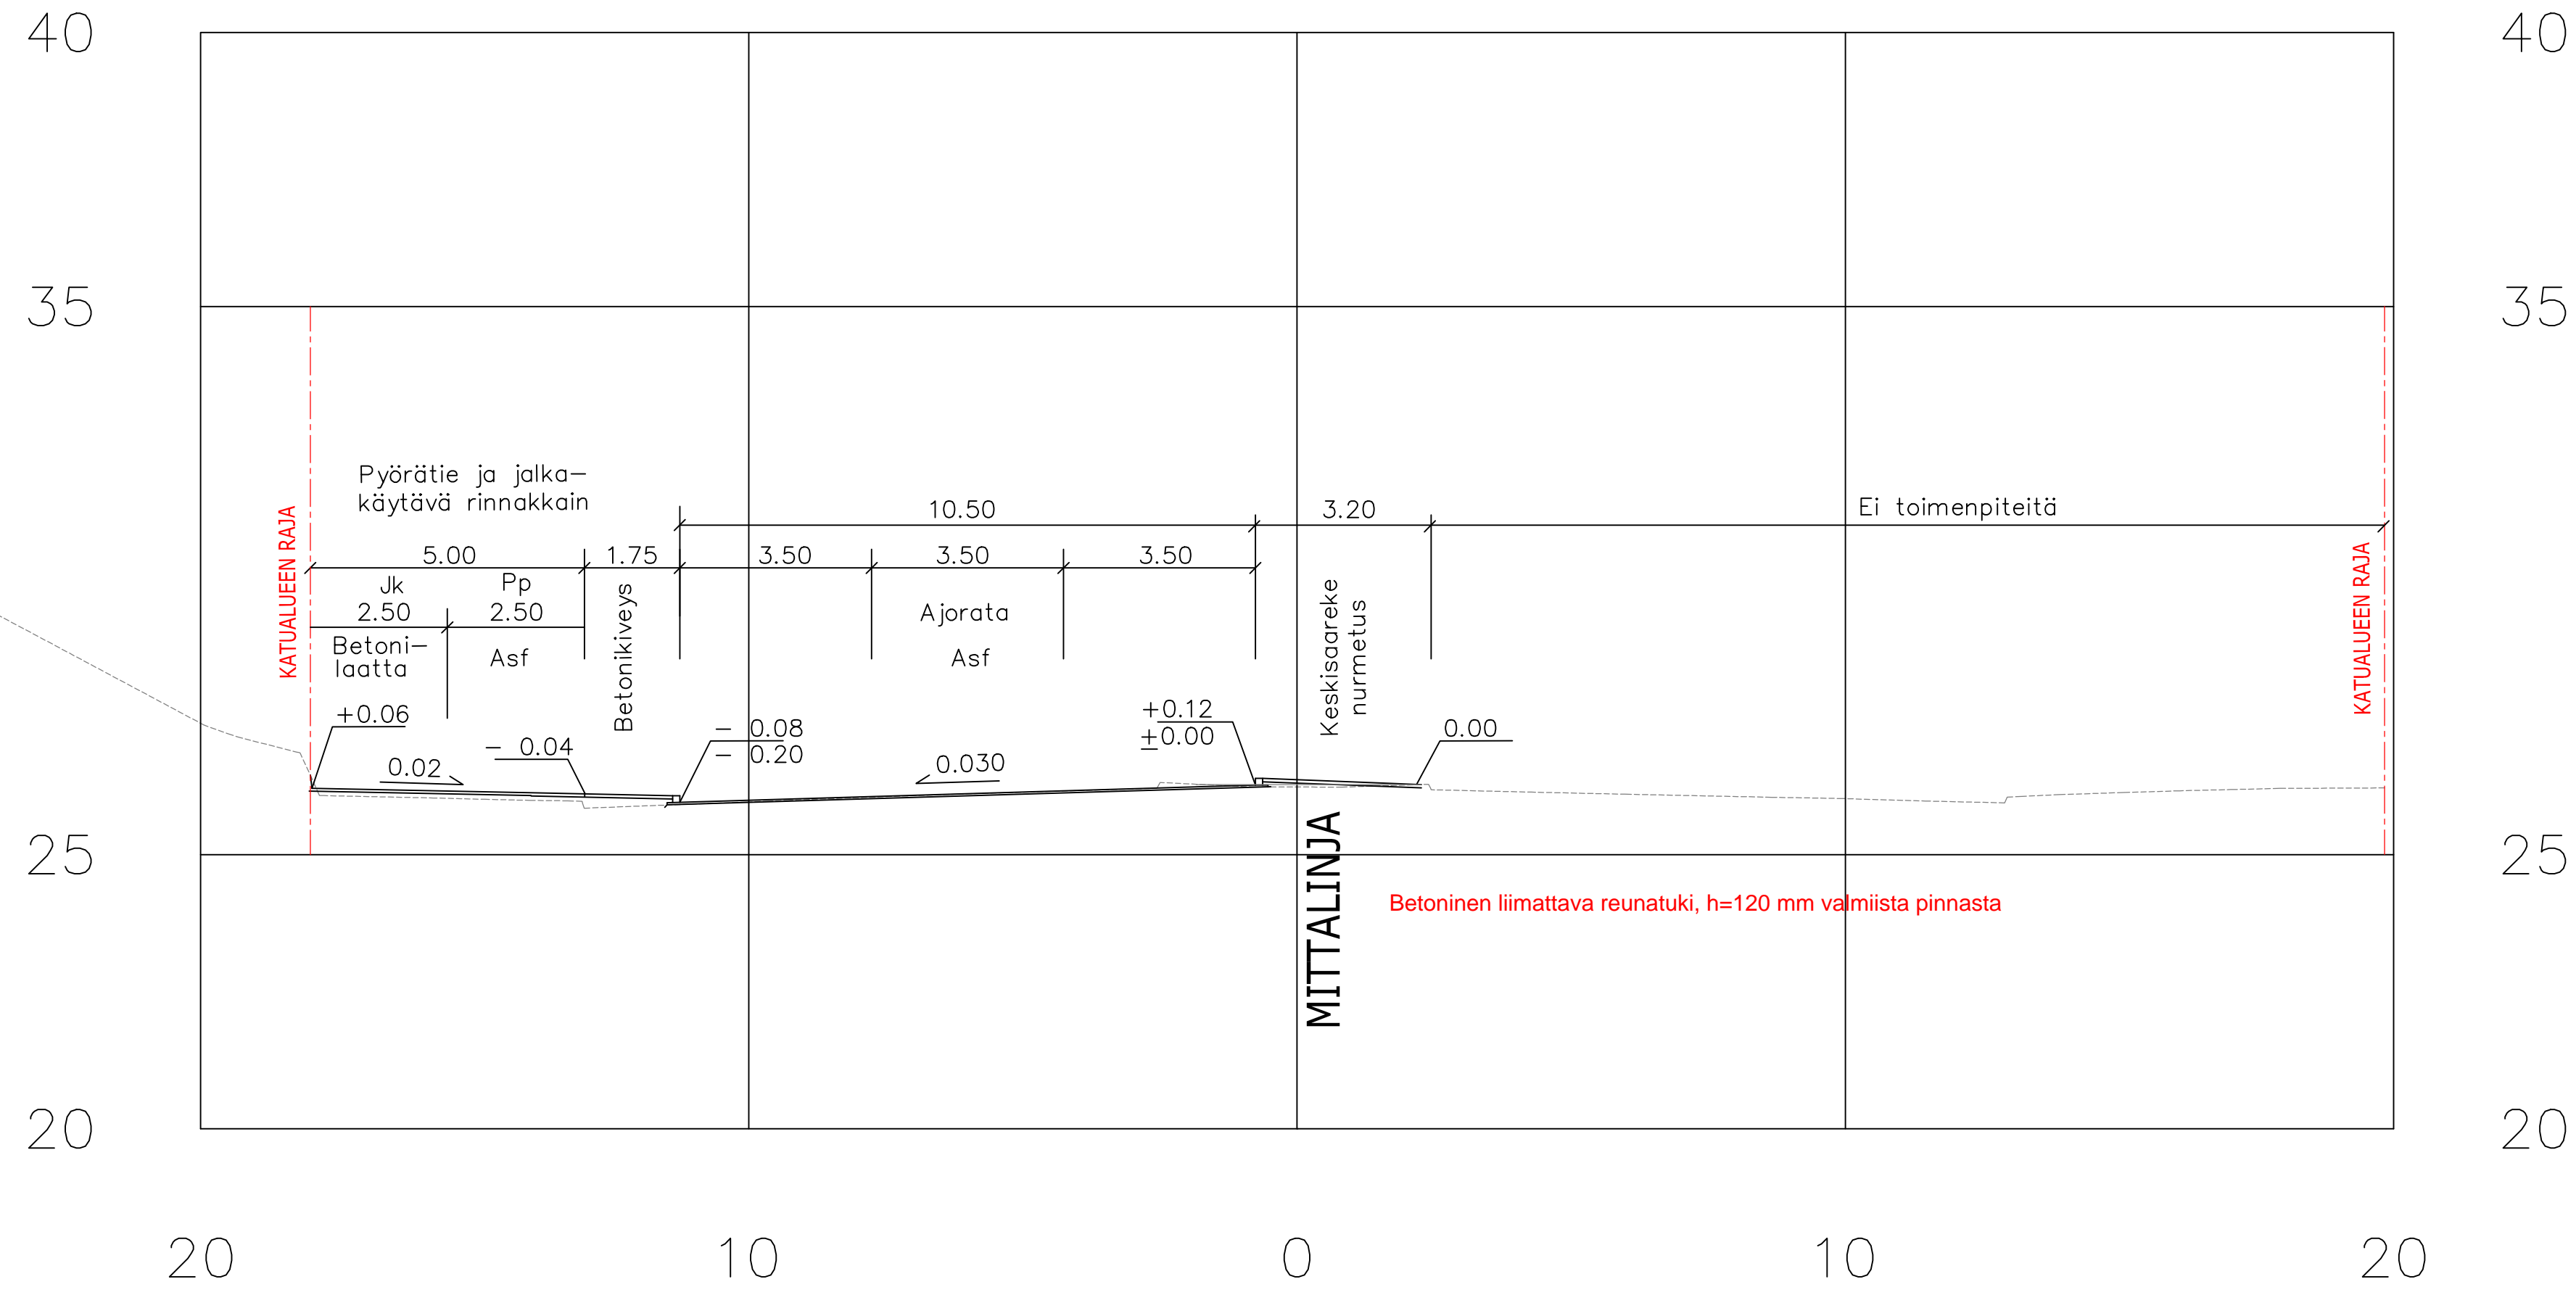 40
40
35
35
Pyörätie ja jalka-
käytävä rinnakkain
10.50
3.20
Ei toimenpiteitä
KATUALUEEN RAJA
5.00
1.75
3.50
3.50
3.50
Jk
Pp
2.50
2.50
Betoni-
laatta
Asf
Betonikiveys
Ajorata
Asf
Keskisaareke
nurmetus
KATUALUEEN RAJA
+0.06
- 0.04
- 0.08
- 0.20
+0.12
±0.00
0.00
0.02
0.030
25
25
MITTALINJA
Betoninen liimattava reunatuki, h=120 mm valmiista pinnasta
20
20
20
10
0
10
20